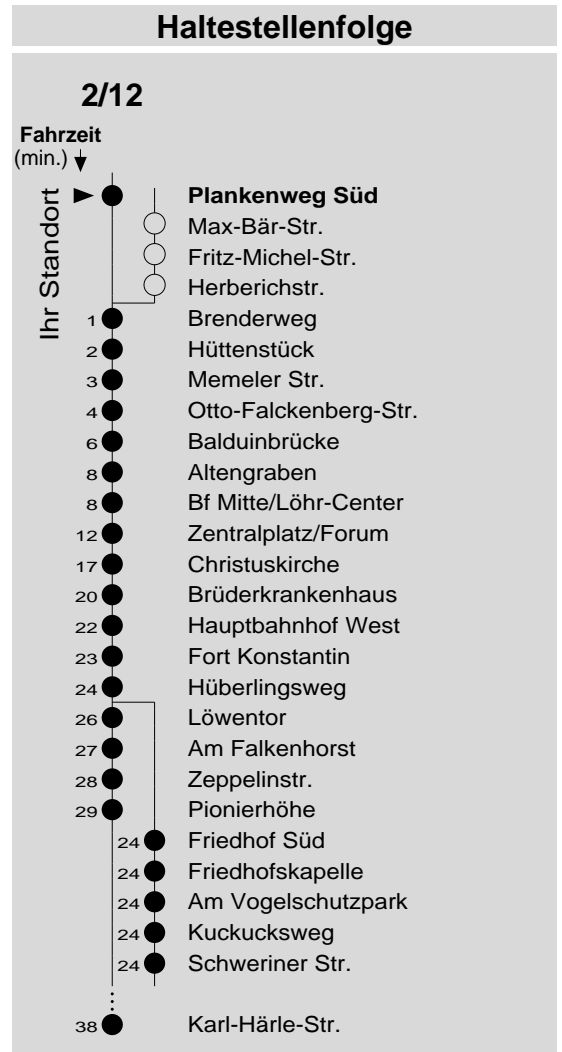 Haltestellenfolge
2/12
Fahrzeit
(min.)
Ihr Standort
Plankenweg Süd
Max-Bär-Str.
Fritz-Michel-Str.
Herberichstr.
1 Brenderweg
2 Hüttenstück
3 Memeler Str.
4 Otto-Falckenberg-Str.
6 Balduinbrücke
8 Altengraben
8 Bf Mitte/Löhr-Center
12 Zentralplatz/Forum
17 Christuskirche
20 Brüderkrankenhaus
22 Hauptbahnhof West
23 Fort Konstantin
24 Hüberlingsweg
26 Löwentor
27 Am Falkenhorst
28 Zeppelinstr.
29 Pionierhöhe
24 Friedhof Süd
24 Friedhofskapelle
24 Am Vogelschutzpark
24 Kuckucksweg
24 Schweriner Str.
38 Karl-Härle-Str.